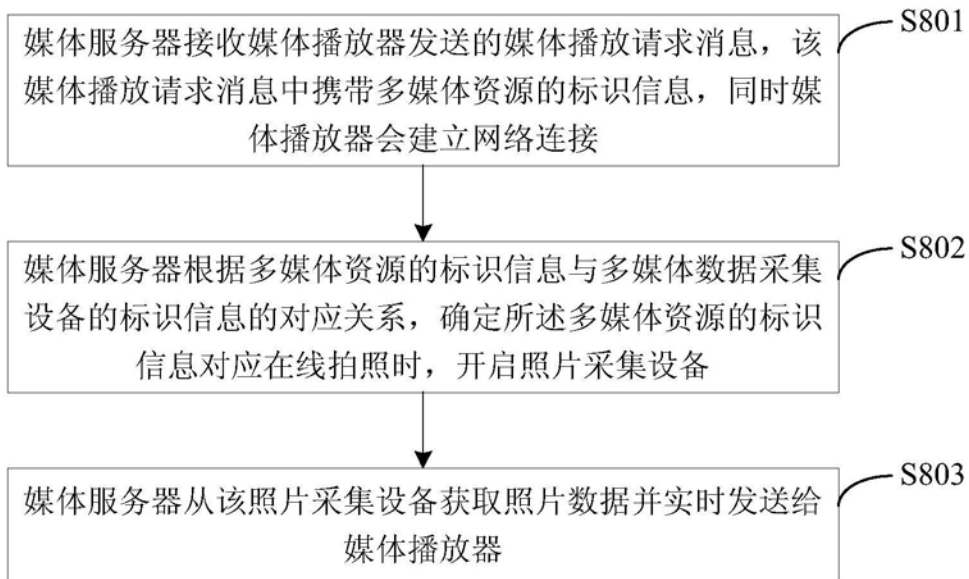 媒体服务器接收媒体播放器发送的媒体播放请求消息，该
媒体播放请求消息中携带多媒体资源的标识信息，同时媒
体播放器会建立网络连接
S801
媒体服务器根据多媒体资源的标识信息与多媒体数据采集
设备的标识信息的对应关系，确定所述多媒体资源的标识
信息对应在线拍照时，开启照片采集设备
S802
媒体服务器从该照片采集设备获取照片数据并实时发送给
媒体播放器
S803